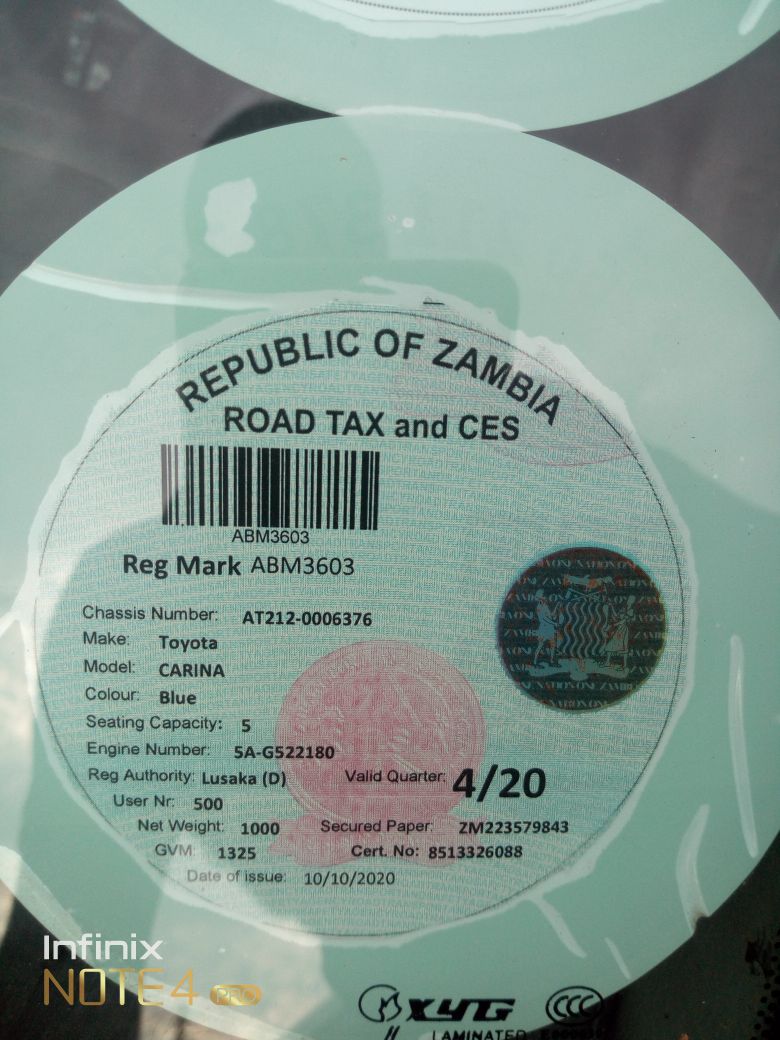 REPUBLIC OF ZAMBIA
ROAD TAX and CES
ABM3603
Reg Mark ABM3603
Chassis Number: AT212-0006376
Make: Toyota
Model: CARINA
Colour: Blue
Seating Capacity: 5
Engine Number: 5A-G522180
Reg Authority: Lusaka (D) Valid Quarter: 4/20
User Nr: 500
Net Weight: 1000 Secured Paper: ZM223579843
GVM 1325 Cert. No: 8513326088
Date of issue: 10/10/2020
Infinix
NOTE 4 PRO
XYG CCC
LAMINATED